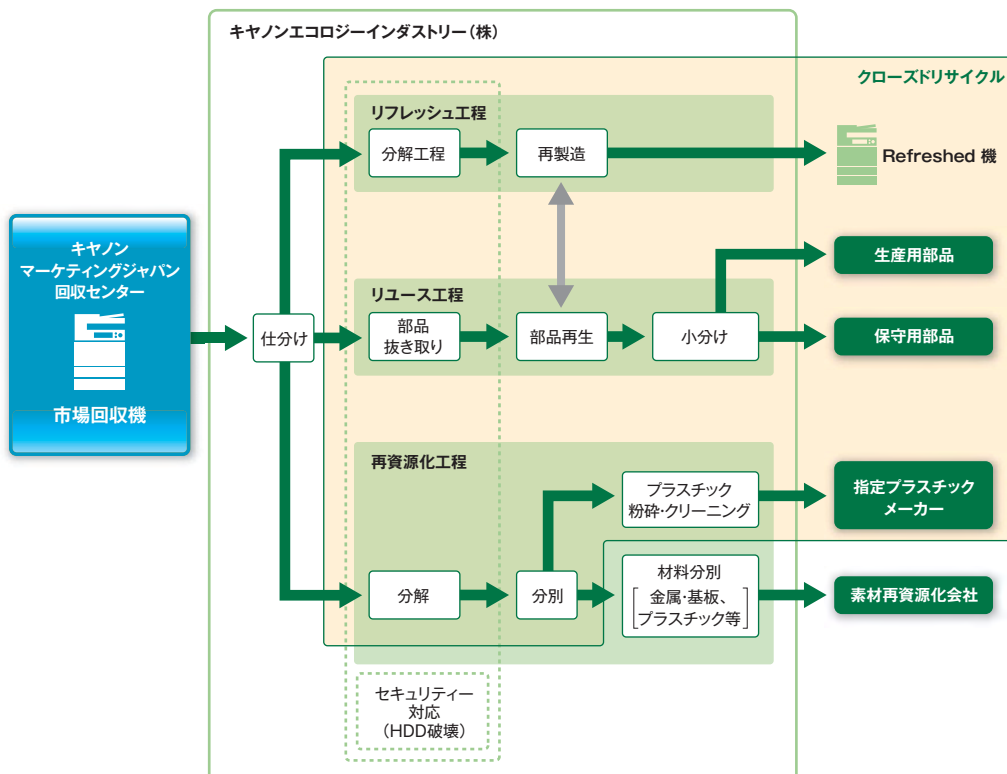 キヤノンエコロジーインダストリー（株）
クローズドリサイクル
リフレッシュ工程
分解工程
再製造
Refreshed 機
キヤノン
マーケティングジャパン
回収センター
市場回収機
仕分け
リユース工程
部品
抜き取り
部品再生
小分け
生産用部品
保守用部品
再資源化工程
プラスチック
粉砕・クリーニング
指定プラスチック
メーカー
分解
分別
材料分別
金属・基板、
プラスチック等
素材再資源化会社
セキュリティー
対応
（HDD破壊）